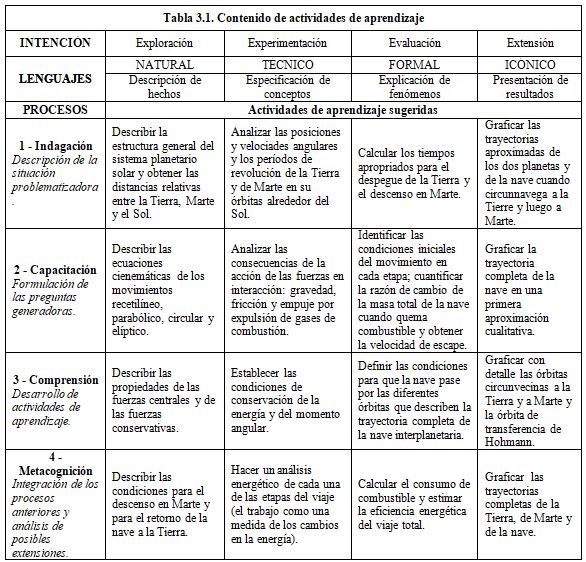 Tabla 3.1. Contenido de actividades de aprendizaje
INTENCIÓN Exploración Experimentación Evaluación Extensión
LENGUAJES
NATURAL TÉCNICO FORMAL ICÓNICO
Descripción de
hechos
Especificación de
conceptos
Explicación de
fenómenos
Presentación de
resultados
PROCESOS Actividades de aprendizaje sugeridas
1 - Indagación
Descripción de la
situación
problematizadora
.
Describir la
estructura general del
sistema planetario
solar y obtener las
distancias relativas
entre la Tierra, Marte
y el Sol.
Analizar las posiciones
y velociades angulares
y los períodos de
revolución de la Tierra
y de Marte en su
órbitas alrededor del
Sol.
Calcular los tiempos
apropiados para el
despegue de la Tierra y
el descenso en Marte.
Graficar las
trayectorias
aproximadas de
los dos planetas y
de la nave cuando
circunnavega a la
Tierre y luego a
Marte.
2 - Capacitación
Formulación de
las preguntas
generadoras.
Describir las
ecuaciones
cienemáticas de los
movimientos
recetilíneo,
parabólico, circular y
elíptico.
Analizar las
consecuencias de la
acción de las fuerzas en
interacción: gravedad,
fricción y empuje por
expulsión de gases de
combustión.
Identificar las
condiciones iniciales
del movimiento en
cada etapa; cuantificar
la razón de cambio de
la masa total de la nave
cuando quema
combustible y obtener
la velocidad de escape.
Graficar la
trayectoria
completa de la
nave en una
primera
aproximación
cualitativa.
3 - Comprensión
Desarrollo de
actividades de
aprendizaje.
Describir las
propiedades de las
fuerzas centrales y de
las fuerzas
conservativas.
Establecer las
condiciones de
conservación de la
energía y del momento
angular.
Definir las condiciones
para que la nave pase
por las diferentes
órbitas que describen la
trayectoria completa de
la nave interplanetaria.
Graficar con
detalle las órbitas
circunvecinas a la
Tierra y a Marte y
la órbita de
transferencia de
Hohmann.
4 -
Metacognición
Integración de los
procesos
anteriores y
análisis de
posibles
extensiones.
Describir las
condiciones para el
descenso en Marte y
para el retorno de la
nave a la Tierra.
Hacer un análisis
energético de cada una
de las etapas del viaje
(el trabajo como una
medida de los cambios
en la energía).
Calcular el consumo de
combustible y estimar
la eficiencia energética
del viaje total.
Graficar las
trayectorias
completas de la
Tierra, de Marte y
de la nave.